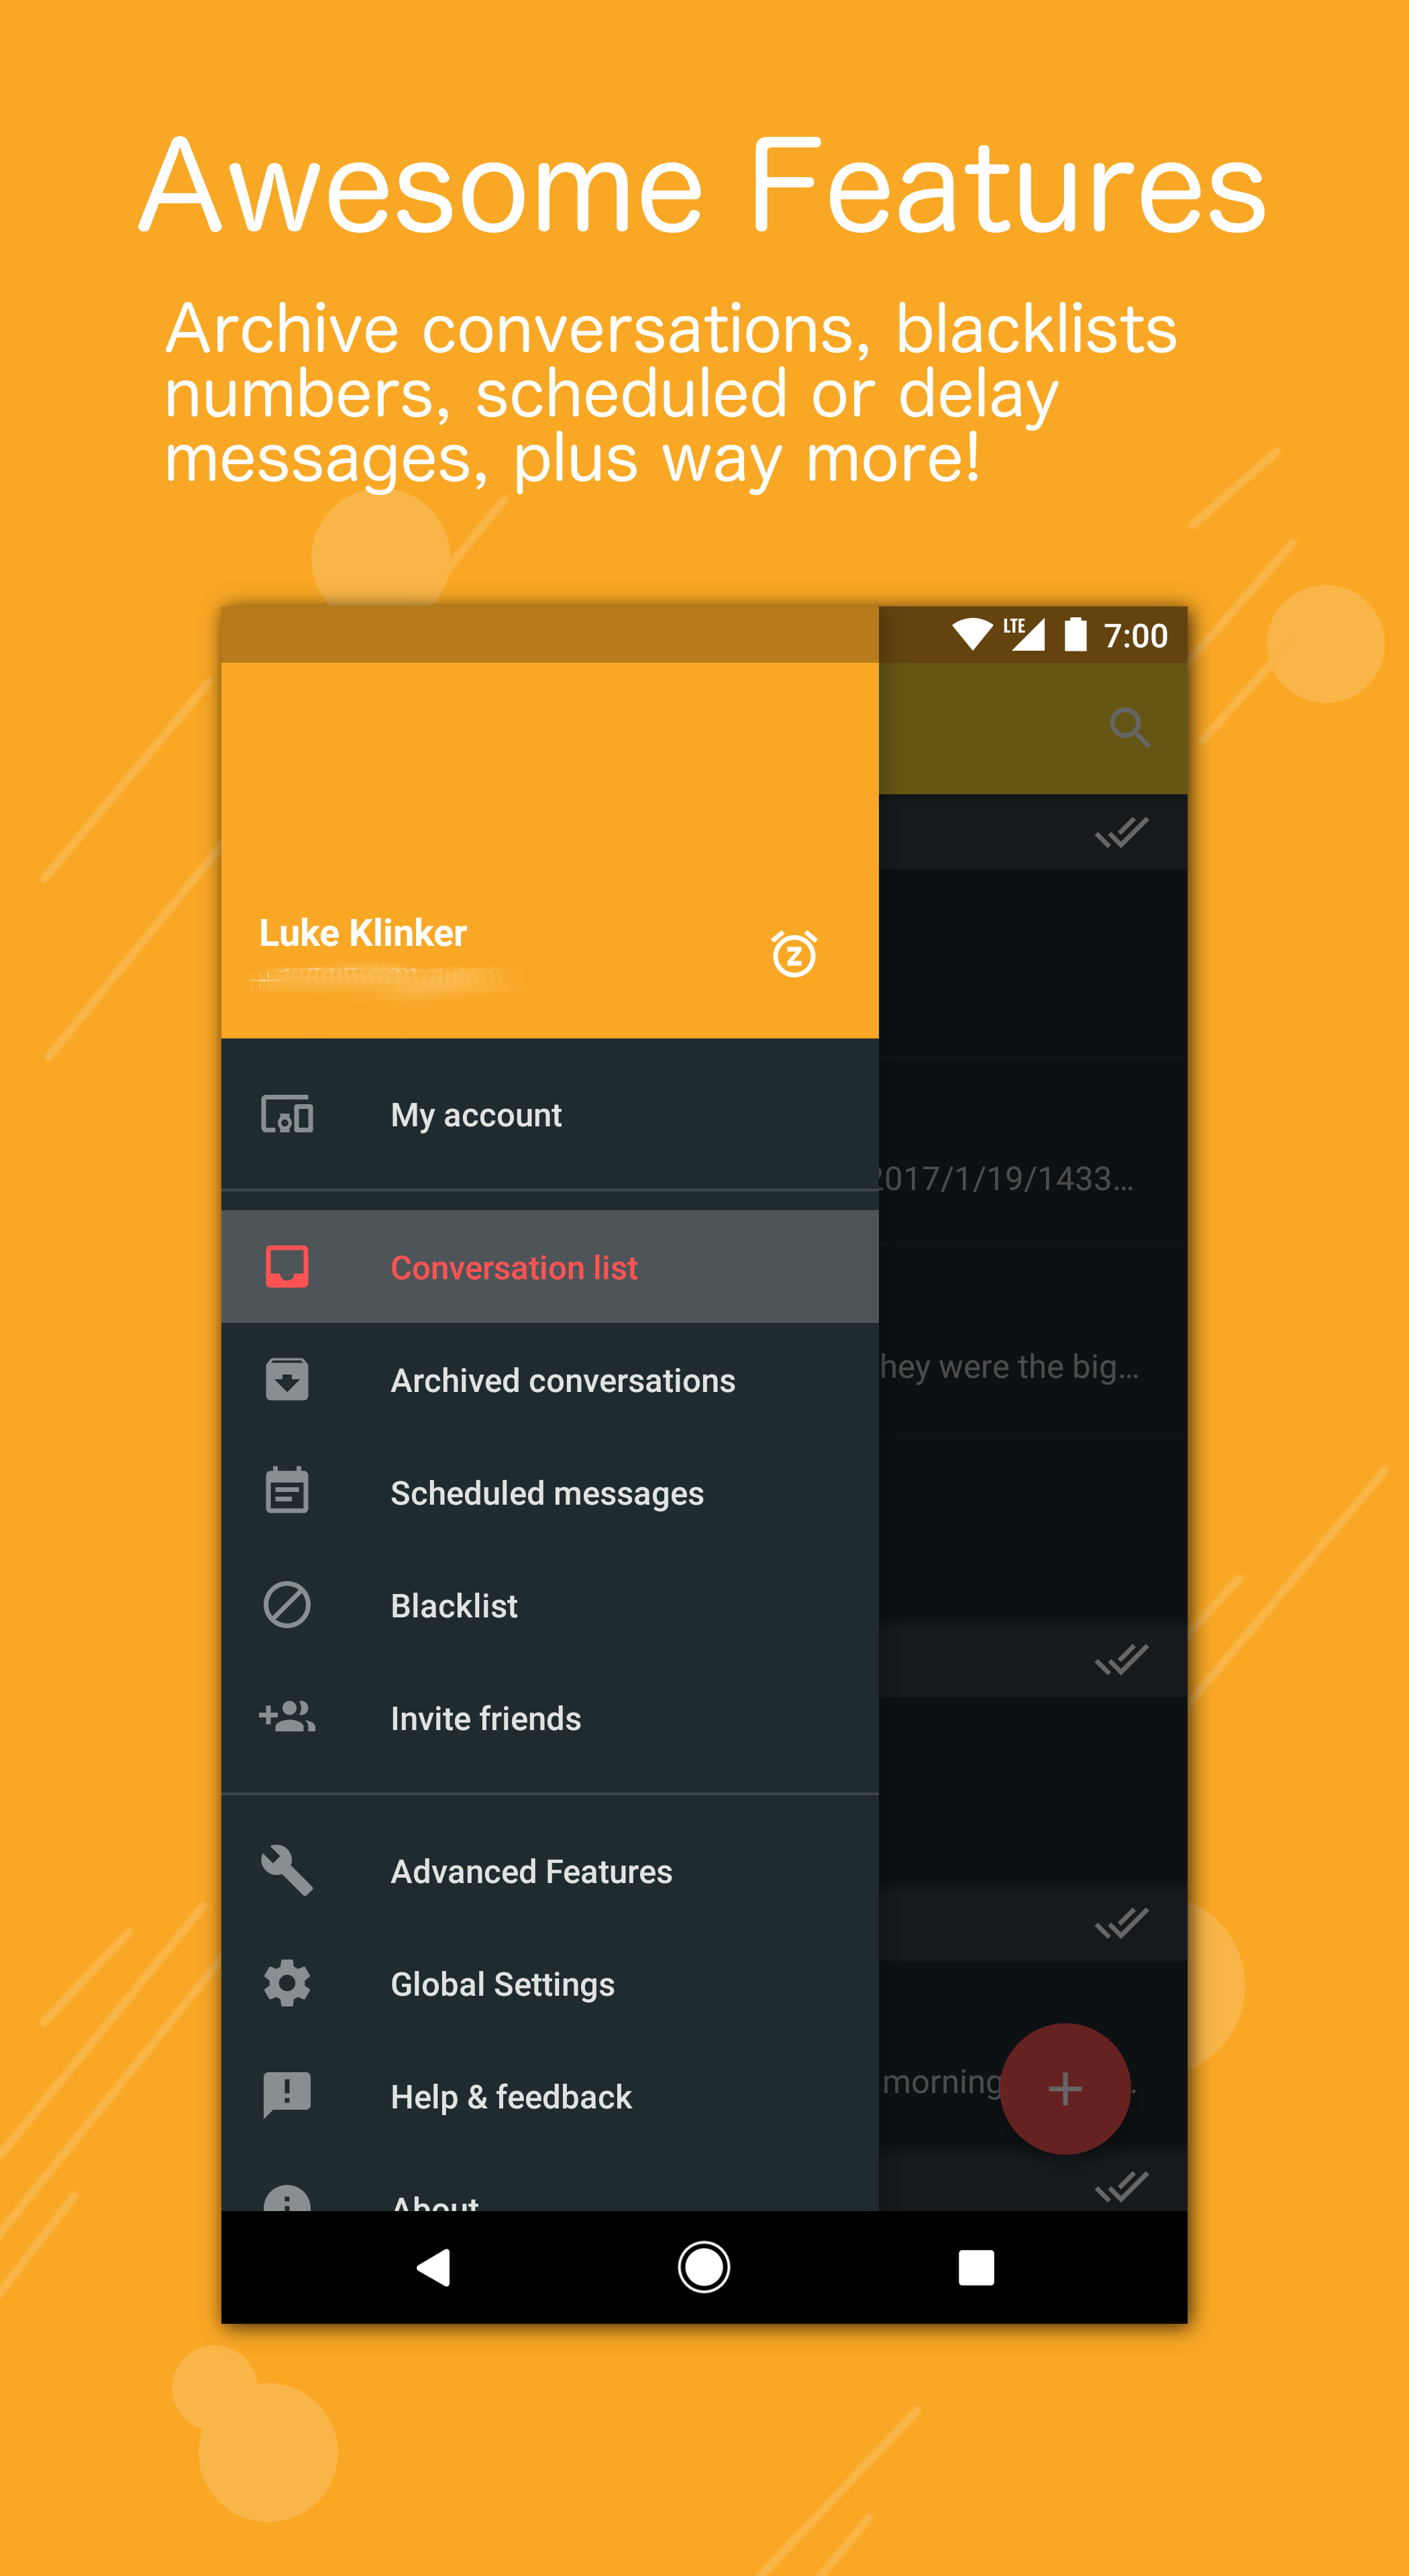 Awesome Features
Archive conversations, blacklists
numbers, scheduled or delay
messages, plus way more!
LTE 7:00
Luke Klinker
My account
2017/1/19/1433...
Conversation list
hey were the big...
Archived conversations
Scheduled messages
Blacklist
Invite friends
Advanced Features
Global Settings
Help & feedback
morning
About